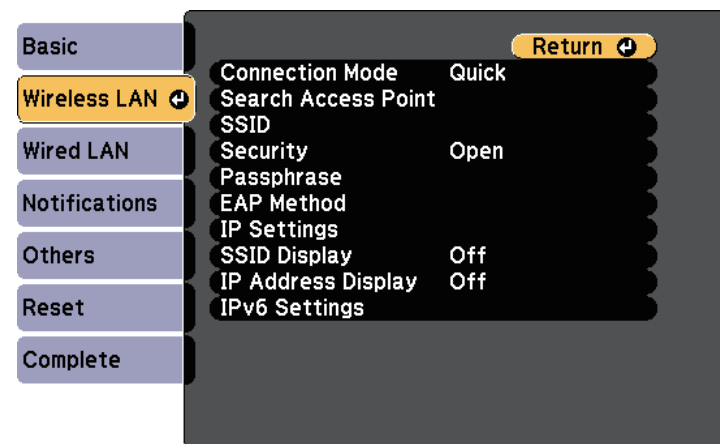 Basic
Wireless LAN
Wired LAN
Notifications
Others
Reset
Complete
Return
Connection Mode Quick
Search Access Point
SSID
Security Open
Passphrase
EAP Method
IP Settings
SSID Display Off
IP Address Display Off
IPv6 Settings